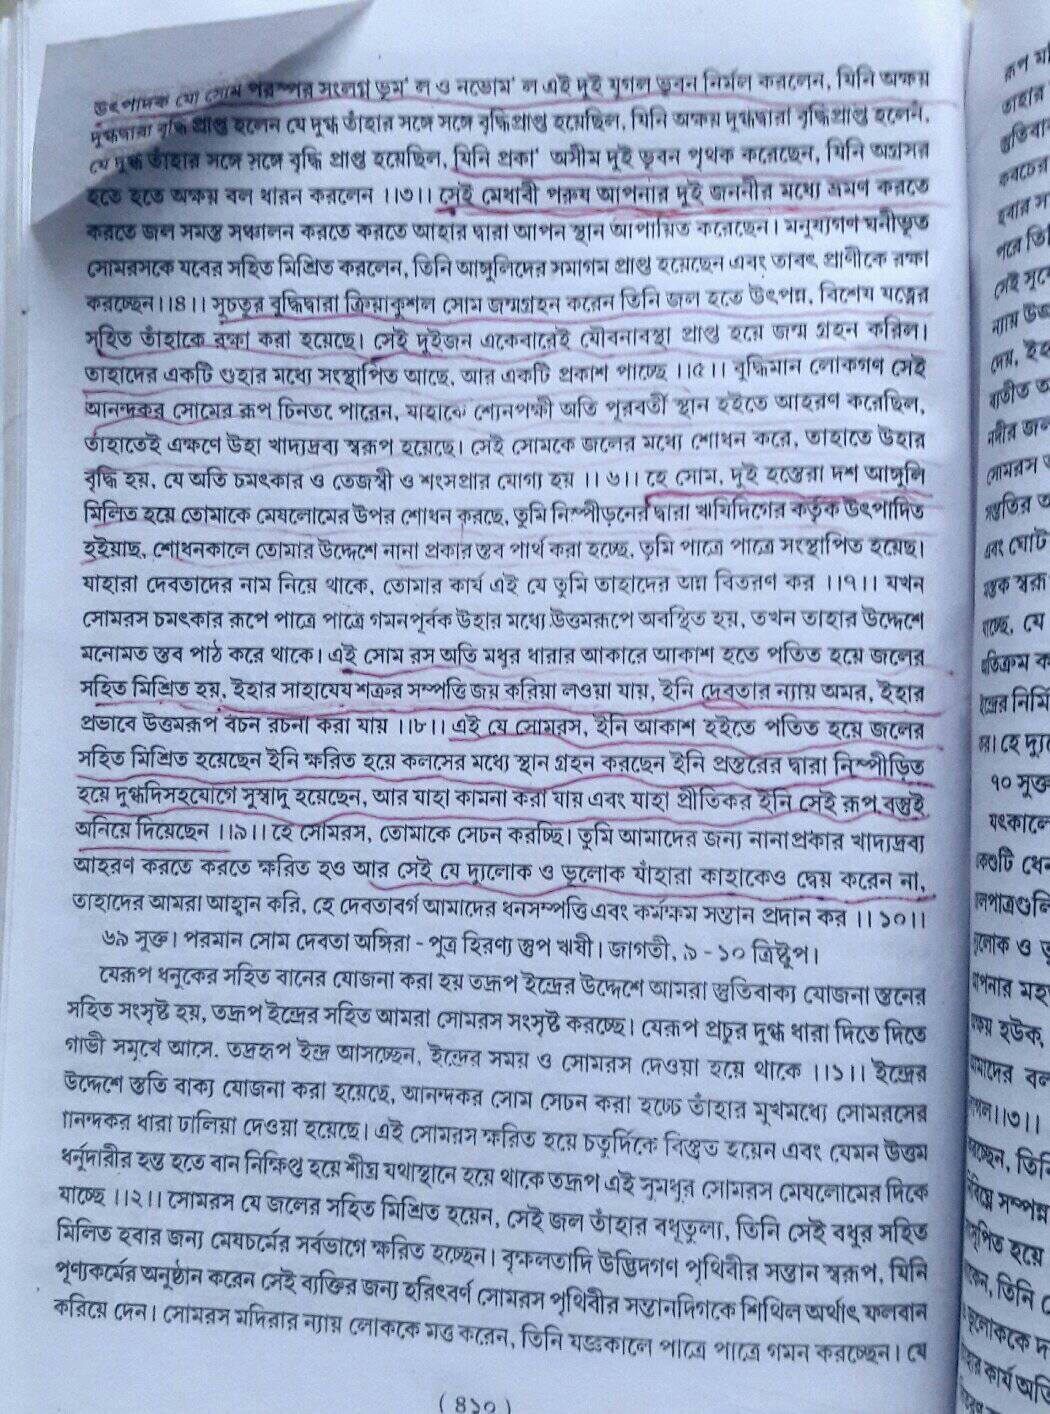 উৎপাদক যো সোম পরস্পর সংলগ্ন ভূম' ল ও নভোম' ল এই দুই যুগল ভুবন নির্মল করলেন, যিনি অক্ষয়
দুগ্ধদ্বারা বৃদ্ধি প্রাপ্ত হলেন যে দুগ্ধ তাঁহার সঙ্গে সঙ্গে বৃদ্ধিপ্রাপ্ত হয়েছিল, যিনি অক্ষয় দুগ্ধদ্বারা বৃদ্ধিপ্রাপ্ত হলেন,
যে দুগ্ধ তাঁহার সঙ্গে সঙ্গে বৃদ্ধি প্রাপ্ত হয়েছিল, যিনি প্রকা' অসীম দুই ভুবন পৃথক করেছেন, যিনি অগ্রসর
হতে হতে অক্ষয় বল ধারন করলেন ।।৩।। সেই মেধাবী পরুষ আপনার দুই জননীর মধ্যে ভ্রমণ করতে
করতে জল সমস্ত সঞ্চালন করতে করতে আহার দ্বারা আপন স্থান আপ্যায়িত করেছেন। মনুষ্যগণ ঘনীভূত
সোমরসকে যবের সহিত মিশ্রিত করলেন, তিনি আঙ্গুলিদের সমাগম প্রাপ্ত হয়েছেন এবং তাবৎ প্রাণীকে রক্ষা
করচ্ছেন।।৪।। সুচতুর বুদ্ধিদ্বারা ক্রিয়াকুশল সোম জন্মগ্রহন করেন তিনি জল হতে উৎপন্ন, বিশেষ যত্নের
সহিত তাঁহাকে রক্ষা করা হয়েছে। সেই দুইজন একেবারেই যৌবনাবস্থা প্রাপ্ত হয়ে জন্ম গ্রহন করিল।
তাহাদের একটি গুহার মধ্যে সংস্থাপিত আছে, আর একটি প্রকাশ পাচ্ছে ।।৫।। বুদ্ধিমান লোকগণ সেই
আনন্দকর সোমের রূপ চিনতে পারেন, যাহাকে শ্যেনপক্ষী অতি পূরবর্তী স্থান হইতে আহরণ করেছিল,
তাঁহাতেই এক্ষণে উহা খাদ্যদ্রব্য স্বরূপ হয়েছে। সেই সোমকে জলের মধ্যে শোধন করে, তাহাতে উহার
বৃদ্ধি হয়, যে অতি চমৎকার ও তেজস্বী ও শংসপ্রার যোগ্য হয় ।।৬।। হে সোম, দুই হস্তেরা দশ আঙ্গুলি
মিলিত হয়ে তোমাকে মেষলোমের উপর শোধন করছে, তুমি নিস্পীড়নের দ্বারা ঋষিদিগের কর্তৃক উৎপাদিত
হইয়াছ, শোধনকালে তোমার উদ্দেশে নানা প্রকার স্তব পার্থ করা হচ্ছে, তুমি পাত্রে পাত্রে সংস্থাপিত হয়েছ।
যাহারা দেবতাদের নাম নিয়ে থাকে, তোমার কার্য এই যে তুমি তাহাদের অন্ন বিতরণ কর ।।৭।। যখন
সোমরস চমৎকার রূপে পাত্রে পাত্রে গমনপূর্বক উহার মধ্যে উত্তমরূপে অবস্থিত হয়, তখন তাহার উদ্দেশে
মনোমত স্তব পাঠ করে থাকে। এই সোম রস অতি মধুর ধারার আকারে আকাশ হতে পতিত হয়ে জলের
সহিত মিশ্রিত হয়, ইহার সাহায্যেয শত্রুর সম্পত্তি জয় করিয়া লওয়া যায়, ইনি দেবতার ন্যায় অমর, ইহার
প্রভাবে উত্তমরূপ বচন রচনা করা যায় ।।৮।। এই যে সোমরস, ইনি আকাশ হইতে পতিত হয়ে জলের
সহিত মিশ্রিত হয়েছেন ইনি ক্ষরিত হয়ে কলসের মধ্যে স্থান গ্রহন করছেন ইনি প্রস্তরের দ্বারা নিস্পীড়িত
হয়ে দুগ্ধদিসহযোগে সুস্বাদু হয়েছেন, আর যাহা কামনা করা যায় এবং যাহা প্রীতিকর ইনি সেই রূপ বস্তুই
অনিয়ে দিয়েছেন ।।৯।। হে সোমরস, তোমাকে সেচন করচ্ছি। তুমি আমাদের জন্য নানাপ্রকার খাদ্যদ্রব্য
আহরণ করতে করতে ক্ষরিত হও আর সেই যে দ্যুলোক ও ভূলোক যাঁহারা কাহাকেও দ্বেষ করেন না,
তাহাদের আমরা আহ্বান করি, হে দেবতাবর্গ আমাদের ধনসম্পত্তি এবং কর্মক্ষম সন্তান প্রদান কর ।। ১০।।
৬৯ সূক্ত। পরমান সোম দেবতা অঙ্গিরা - পুত্র হিরণ্য স্তুপ ঋষী। জাগতী, ৯ - ১০ ত্রিষ্টুপ।
যেরূপ ধনুকের সহিত বানের যোজনা করা হয় তদ্রূপ ইন্দ্রের উদ্দেশে আমরা স্তুতিবাক্য যোজনা স্তনের
সহিত সংসৃষ্টে হয়, তদ্রূপ ইন্দ্রের সহিত আমরা সোমরস সংসৃষ্ট করচ্ছে। যেরূপ প্রচুর দুগ্ধ ধারা দিতে দিতে
গাভী সমুখে আসে. তদ্ররূপ ইন্দ্র আসচ্ছেন, ইন্দ্রের সময় ও সোমরস দেওয়া হয়ে থাকে ।।১।। ইন্দ্রের
উদ্দেশে স্তুতি বাক্য যোজনা করা হয়েছে, আনন্দকর সোম সেচন করা হচ্চে তাঁহার মুখমধ্যে সোমরসের
।ানন্দকর ধারা ঢালিয়া দেওয়া হয়েছে। এই সোমরস ক্ষরিত হয়ে চতুর্দিকে বিস্তৃত হয়েন এবং যেমন উত্তম
ধর্নুদারীর হস্ত হতে বান নিক্ষিপ্ত হয়ে শীঘ্র যথাস্থানে হয়ে থাকে তদ্রূপ এই সুমধুর সোমরস মেষলোমের দিকে
যাচ্ছে ।।২।। সোমরস যে জলের সহিত মিশ্রিত হয়েন, সেই জল তাঁহার বধূতুল্য, তিনি সেই বধূর সহিত
মিলিত হবার জন্য মেষচর্মের সর্বভাগে ক্ষরিত হচ্ছেন। বৃক্ষলতাদি উদ্ভিদগণ পৃথিবীর সন্তান স্বরূপ, যিনি
পূণ্যকর্মের অনুষ্ঠান করেন সেই ব্যক্তির জন্য হরিৎবর্ণ সোমরস পৃথিবীর সন্তানদিগকে শিথিল অর্থাৎ ফলবান
করিয়ে দেন। সোমরস মদিরার ন্যায় লোককে মত্ত করেন, তিনি যজ্ঞকালে পাত্রে পাত্রে গমন করচ্ছেন। যে
( ৪১০ )